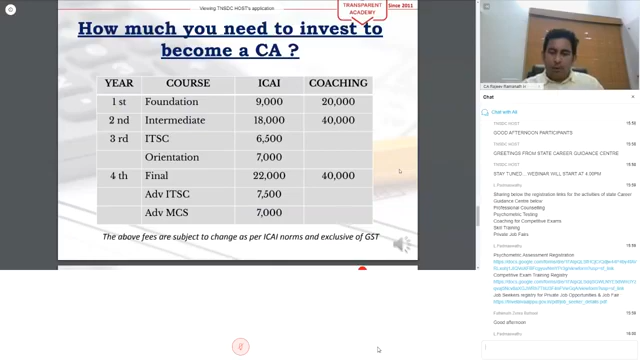 Viewing TNSDC HOST's application
TRANSPARENT
ACADEMY
Since 2011
How much you need to invest to
become a CA ?
YEAR COURSE ICAI COACHING
1 st Foundation 9,000 20,000
2 nd Intermediate 18,000 40,000
3 rd ITSC 6,500
Orientation 7,000
4 th Final 22,000 40,000
Adv ITSC 7,500
Adv MCS 7,000
The above fees are subject to change as per ICAI norms and exclusive of GST
CA Rajeev Ramanath
Chat
Chat with All
TNSDC HOST
GOOD AFTERNOON PARTICIPANTS
TNSDC HOST
GREETINGS FROM STATE CAREER GUIDANCE CENTRE
TNSDC HOST
STAY TUNED...WEBINAR WILL START AT 4.00PM
Sharing below the registration links for the activities of state Career
Guidance Centre below
Professional Counselling
Psychometric Testing
Coaching for Competitive Exams
Skill Training
Private Job Fairs
Psychometric Assessment Registration
Competitive Exam Training Registry
Job Seekers registry for Private Job Opportunities & Job Fair
Good afternoon